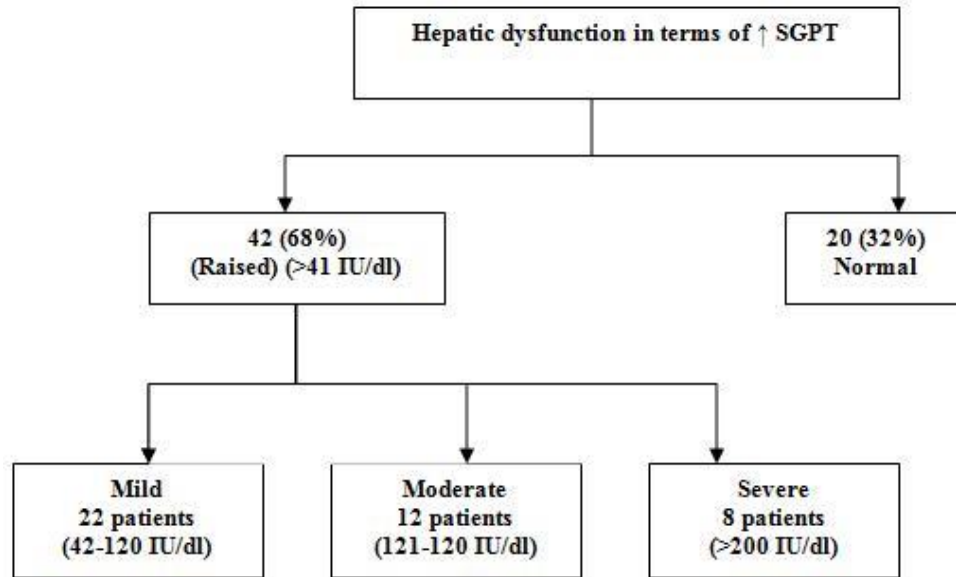 Hepatic dysfunction in terms of ↑ SGPT
42 (68%)
(Raised) (>41 IU/dl)
20 (32%)
Normal
Mild
22 patients
(42-120 IU/dl)
Moderate
12 patients
(121-120 IU/dl)
Severe
8 patients
(>200 IU/dl)